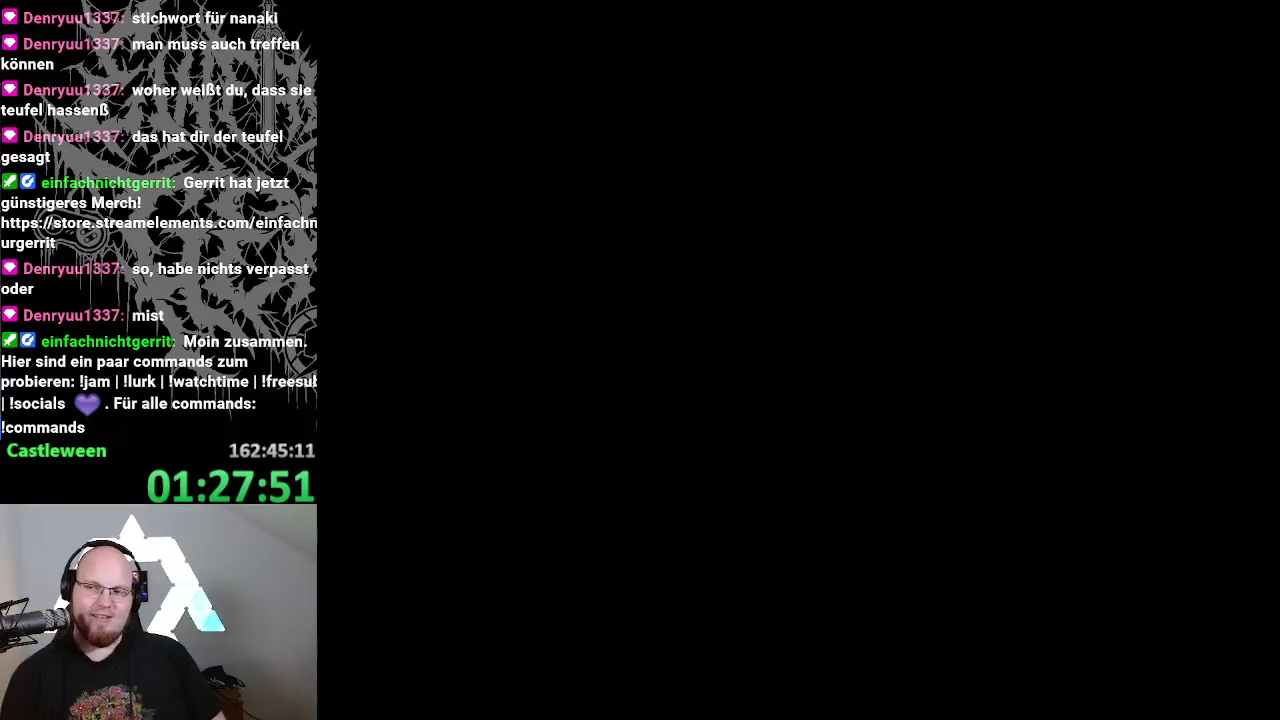 Denryuu1337: stichwort für nanaki
Denryuu1337: man muss auch treffen
können
Denryuu1337: woher weißt du, dass sie
teufel hassenß
Denryuu1337: das hat dir der teufel
gesagt
einfachnichtgerrit: Gerrit hat jetzt
günstigeres Merch!
https://store.streamelements.com/einfachn
urgerrit
Denryuu1337: so, habe nichts verpasst
oder
Denryuu1337: mist
einfachnichtgerrit: Moin zusammen.
Hier sind ein paar commands zum
probieren: !jam | !lurk | !watchtime | !freesub
| !socials . Für alle commands:
!commands
Castleween 162:45:11
01:27:51